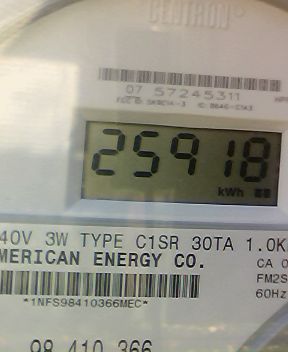 CENTRON®
07 57245311
25918
kWh
40V 3W TYPE C1SR 30TA 1.0K
MERICAN ENERGY CO.
CA 0
FM2S
*1NFS98410366MEC*
60Hz
98 410 366